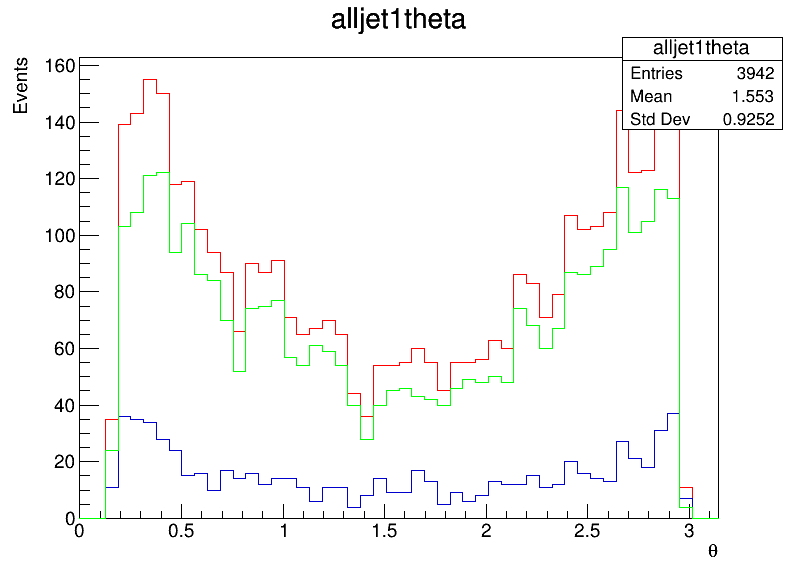 alljet1theta
alljet1theta
Entries 3942
Mean 1.553
Std Dev 0.9252
Events
160
140
120
100
80
60
40
20
0
0 0.5 1 1.5 2 2.5 3
θ